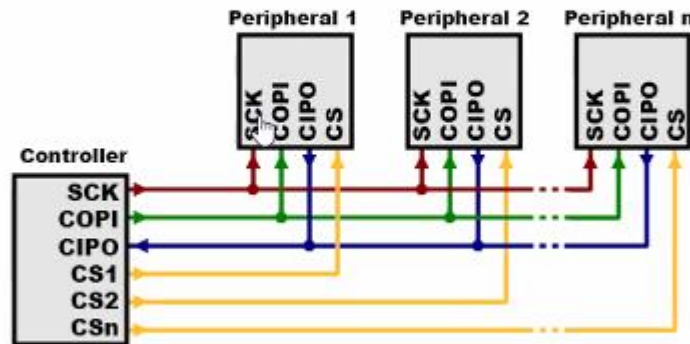 Peripheral 1
Peripheral 2
Peripheral n
SCK
COPI
CIPO
CS
SCK
COPI
CIPO
CS
SCK
COPI
CIPO
CS
Controller
SCK
COPI
CIPO
CS1
CS2
CSn